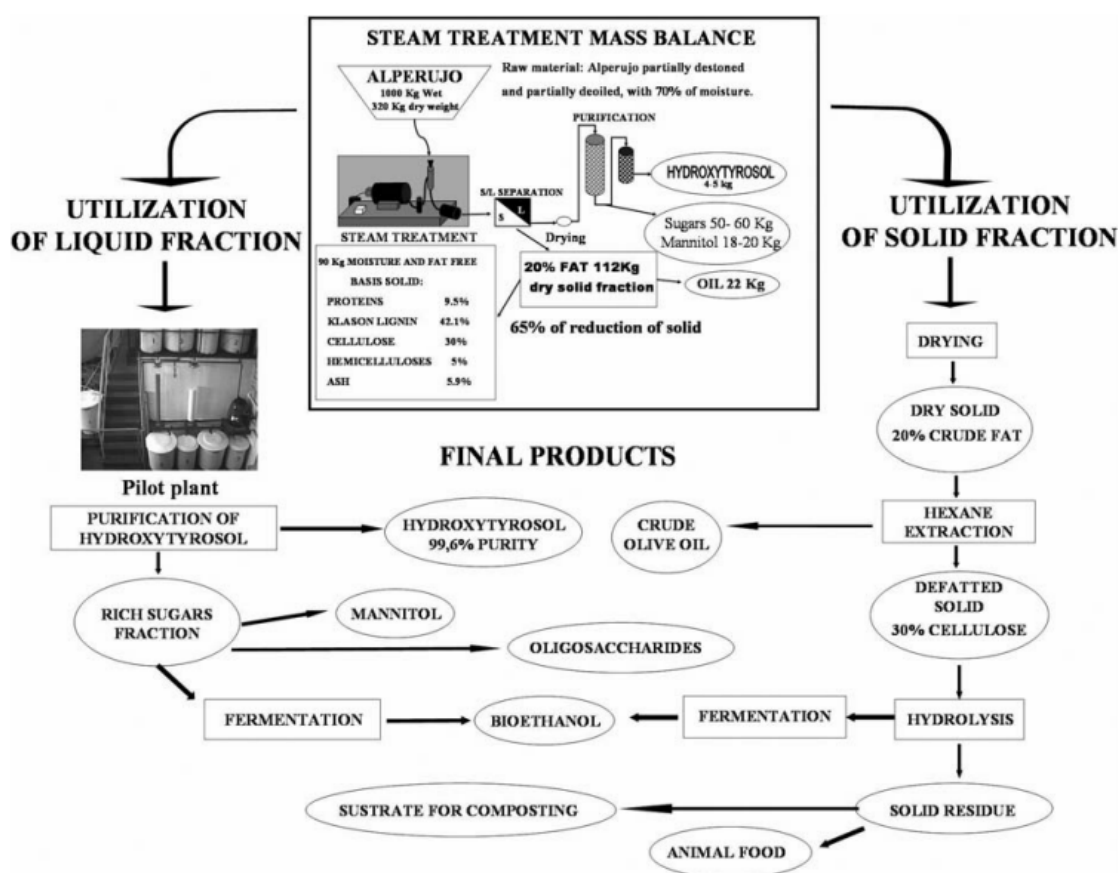 STEAM TREATMENT MASS BALANCE
ALPERUJO
1000 Kg Wet
320 Kg dry weight
Raw material: Alperujo partially destoned
and partially deoiled, with 70% of moisture.
PURIFICATION
HYDROXYTYROSOL
4-5 kg
S/L SEPARATION
S
L
Drying
Sugars 50- 60 Kg
Mannitol 18-20 Kg
STEAM TREATMENT
90 Kg MOISTURE AND FAT FREE
BASIS SOLID:
PROTEINS 9.5%
KLASON LIGNIN 42.1%
CELLULOSE 30%
HEMICELLULOSES 5%
ASH 5.9%
20% FAT 112Kg
dry solid fraction
OIL 22 Kg
65% of reduction of solid
UTILIZATION
OF LIQUID FRACTION
UTILIZATION
OF SOLID FRACTION
Pilot plant
FINAL PRODUCTS
DRYING
DRY SOLID
20% CRUDE FAT
PURIFICATION OF
HYDROXYTYROSOL
HYDROXYTYROSOL
99,6% PURITY
CRUDE
OLIVE OIL
HEXANE
EXTRACTION
RICH SUGARS
FRACTION
MANNITOL
OLIGOSACCHARIDES
DEFATTED
SOLID
30% CELLULOSE
FERMENTATION
BIOETHANOL
FERMENTATION
HYDROLYSIS
SUSTRATE FOR COMPOSTING
SOLID RESIDUE
ANIMAL FOOD